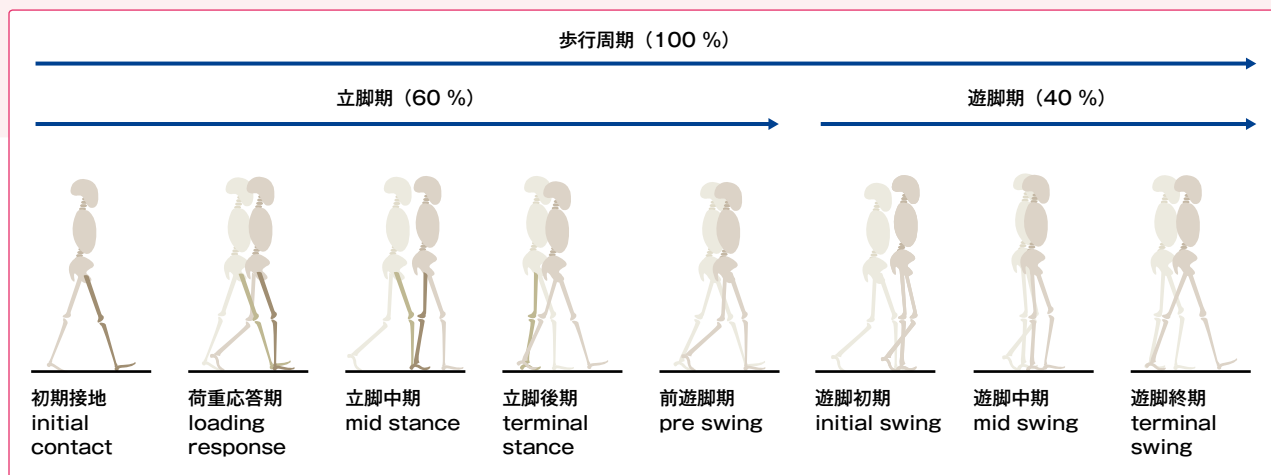 歩行周期（100 %）
立脚期（60 %）
遊脚期（40 %）
初期接地
initial
contact
荷重応答期
loading
response
立脚中期
mid stance
立脚後期
terminal
stance
前遊脚期
pre swing
遊脚初期
initial swing
遊脚中期
mid swing
遊脚終期
terminal
swing